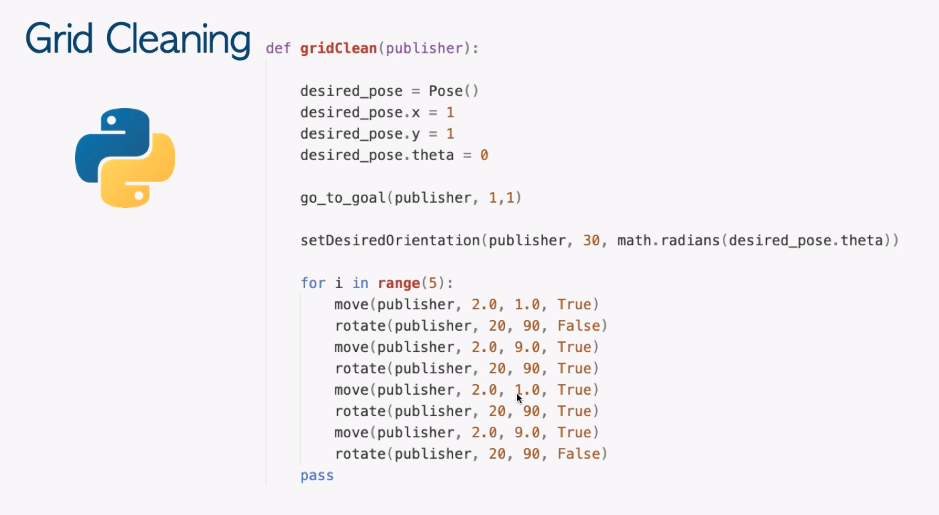 Grid Cleaning
def gridClean(publisher):
desired_pose = Pose()
desired_pose.x = 1
desired_pose.y = 1
desired_pose.theta = 0
go_to_goal(publisher, 1,1)
setDesiredOrientation(publisher, 30, math.radians(desired_pose.theta))
for i in range(5):
move(publisher, 2.0, 1.0, True)
rotate(publisher, 20, 90, False)
move(publisher, 2.0, 9.0, True)
rotate(publisher, 20, 90, True)
move(publisher, 2.0, 1.0, True)
rotate(publisher, 20, 90, True)
move(publisher, 2.0, 9.0, True)
rotate(publisher, 20, 90, False)
pass